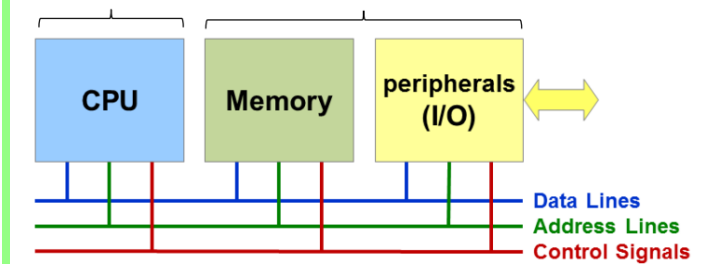 CPU
Memory
peripherals
(I/O)
Data Lines
Address Lines
Control Signals